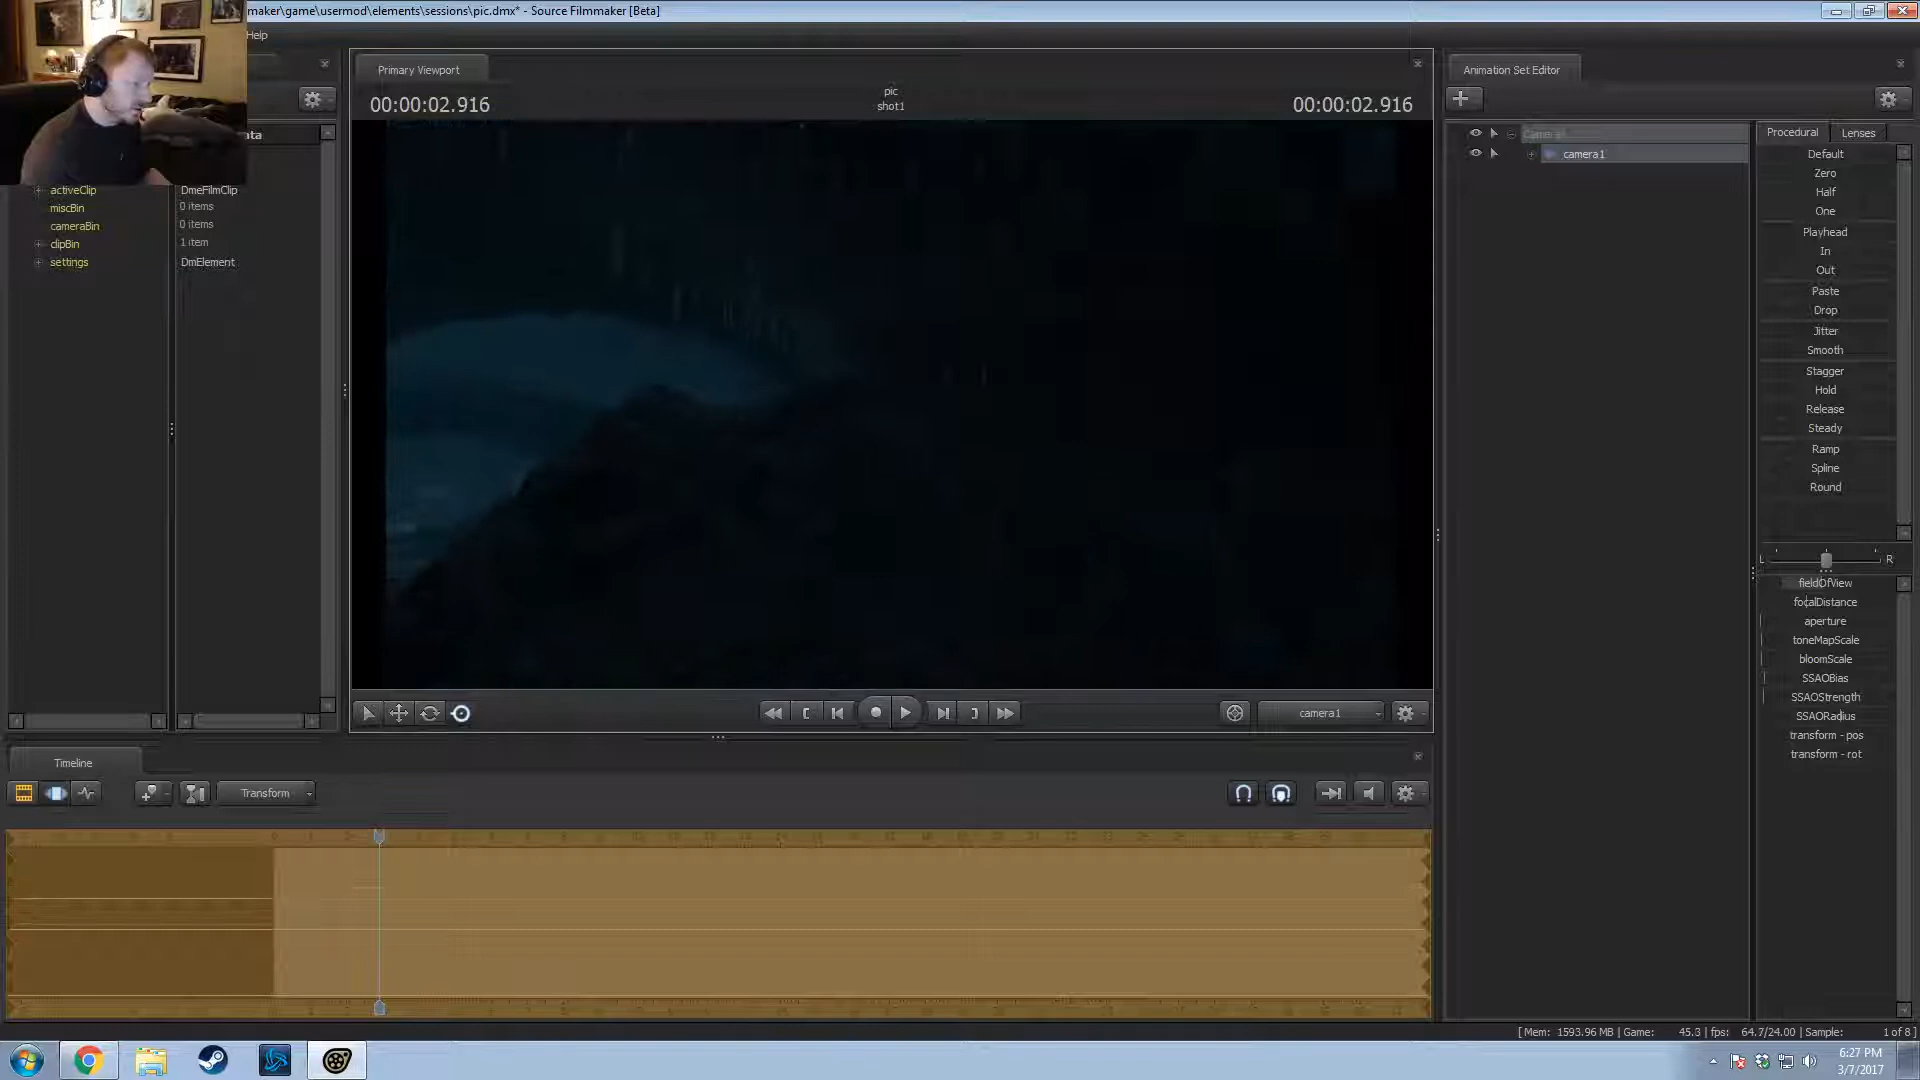 maker\game\usermod\elements\sessions\pic.dmx* - Source Filmmaker [Beta]
Help
Primary Viewport
Animation Set Editor
00:00:02.916
pic
shot1
00:00:02.916
ata
activeClip
DmeFilmClip
miscBin
0 items
cameraBin
0 items
clipBin
1 item
settings
DmElement
camera1
Procedural
Lenses
Default
Zero
Half
One
Playhead
In
Out
Paste
Drop
Jitter
Smooth
Stagger
Hold
Release
Steady
Ramp
Spline
Round
L
R
fieldOfView
focalDistance
aperture
toneMapScale
bloomScale
SSAOBias
SSAOStrength
SSAORadius
transform - pos
transform - rot
camera1
Timeline
Transform
[ Mem: 1593.96 MB | Game: 45.3 | fps: 64.7/24.00 | Sample: 1 of 8 ]
6:27 PM
3/7/2017